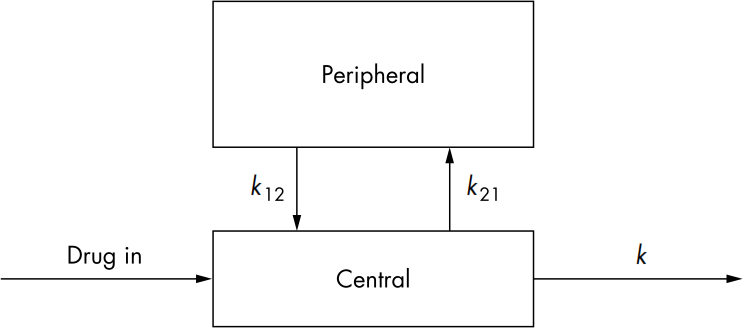 Peripheral
k12
k21
Drug in
k
Central